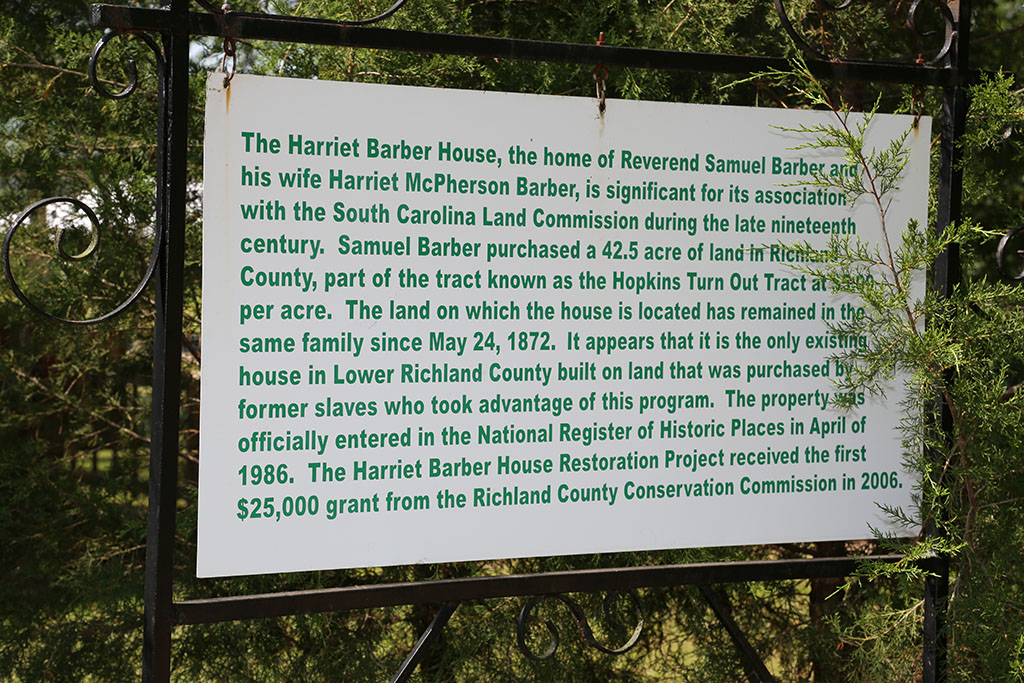 The Harriet Barber House, the home of Reverend Samuel Barber and
his wife Harriet McPherson Barber, is significant for its association
with the South Carolina Land Commission during the late nineteenth
century. Samuel Barber purchased a 42.5 acre of land in Richland
County, part of the tract known as the Hopkins Turn Out Tract at
per acre. The land on which the house is located has remained in the
same family since May 24, 1872. It appears that it is the only existing
house in Lower Richland County built on land that was purchased by
former slaves who took advantage of this program. The property was
officially entered in the National Register of Historic Places in April of
1986. The Harriet Barber House Restoration Project received the first
$25,000 grant from the Richland County Conservation Commission in 2006.